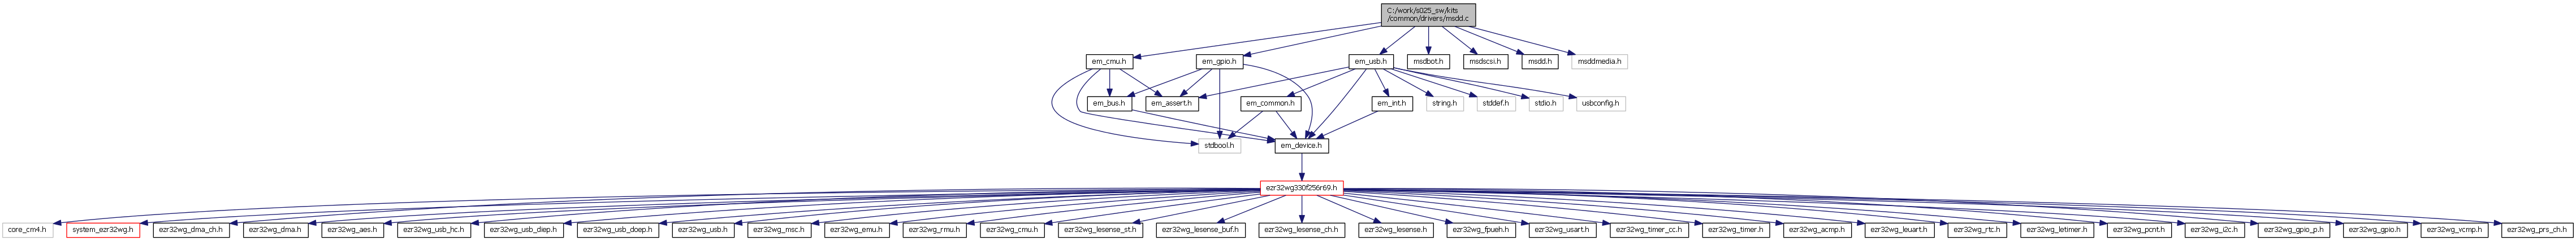 C:/work/s025_sw/kits
/common/drivers/msdd.c
em_cmu.h
em_gpio.h
em_usb.h
msdbot.h
msdscsi.h
msdd.h
msddmedia.h
em_bus.h
em_assert.h
em_common.h
em_int.h
string.h
stddef.h
stdio.h
usbconfig.h
stdbool.h
em_device.h
ezr32wg330f256r69.h
core_cm4.h
system_ezr32wg.h
ezr32wg_dma_ch.h
ezr32wg_dma.h
ezr32wg_aes.h
ezr32wg_usb_hc.h
ezr32wg_usb_diep.h
ezr32wg_usb_doep.h
ezr32wg_usb.h
ezr32wg_msc.h
ezr32wg_emu.h
ezr32wg_rmu.h
ezr32wg_cmu.h
ezr32wg_lesense_st.h
ezr32wg_lesense_buf.h
ezr32wg_lesense_ch.h
ezr32wg_lesense.h
ezr32wg_fpueh.h
ezr32wg_usart.h
ezr32wg_timer_cc.h
ezr32wg_timer.h
ezr32wg_acmp.h
ezr32wg_leuart.h
ezr32wg_rtc.h
ezr32wg_letimer.h
ezr32wg_pcnt.h
ezr32wg_i2c.h
ezr32wg_gpio_p.h
ezr32wg_gpio.h
ezr32wg_vcmp.h
ezr32wg_prs_ch.h